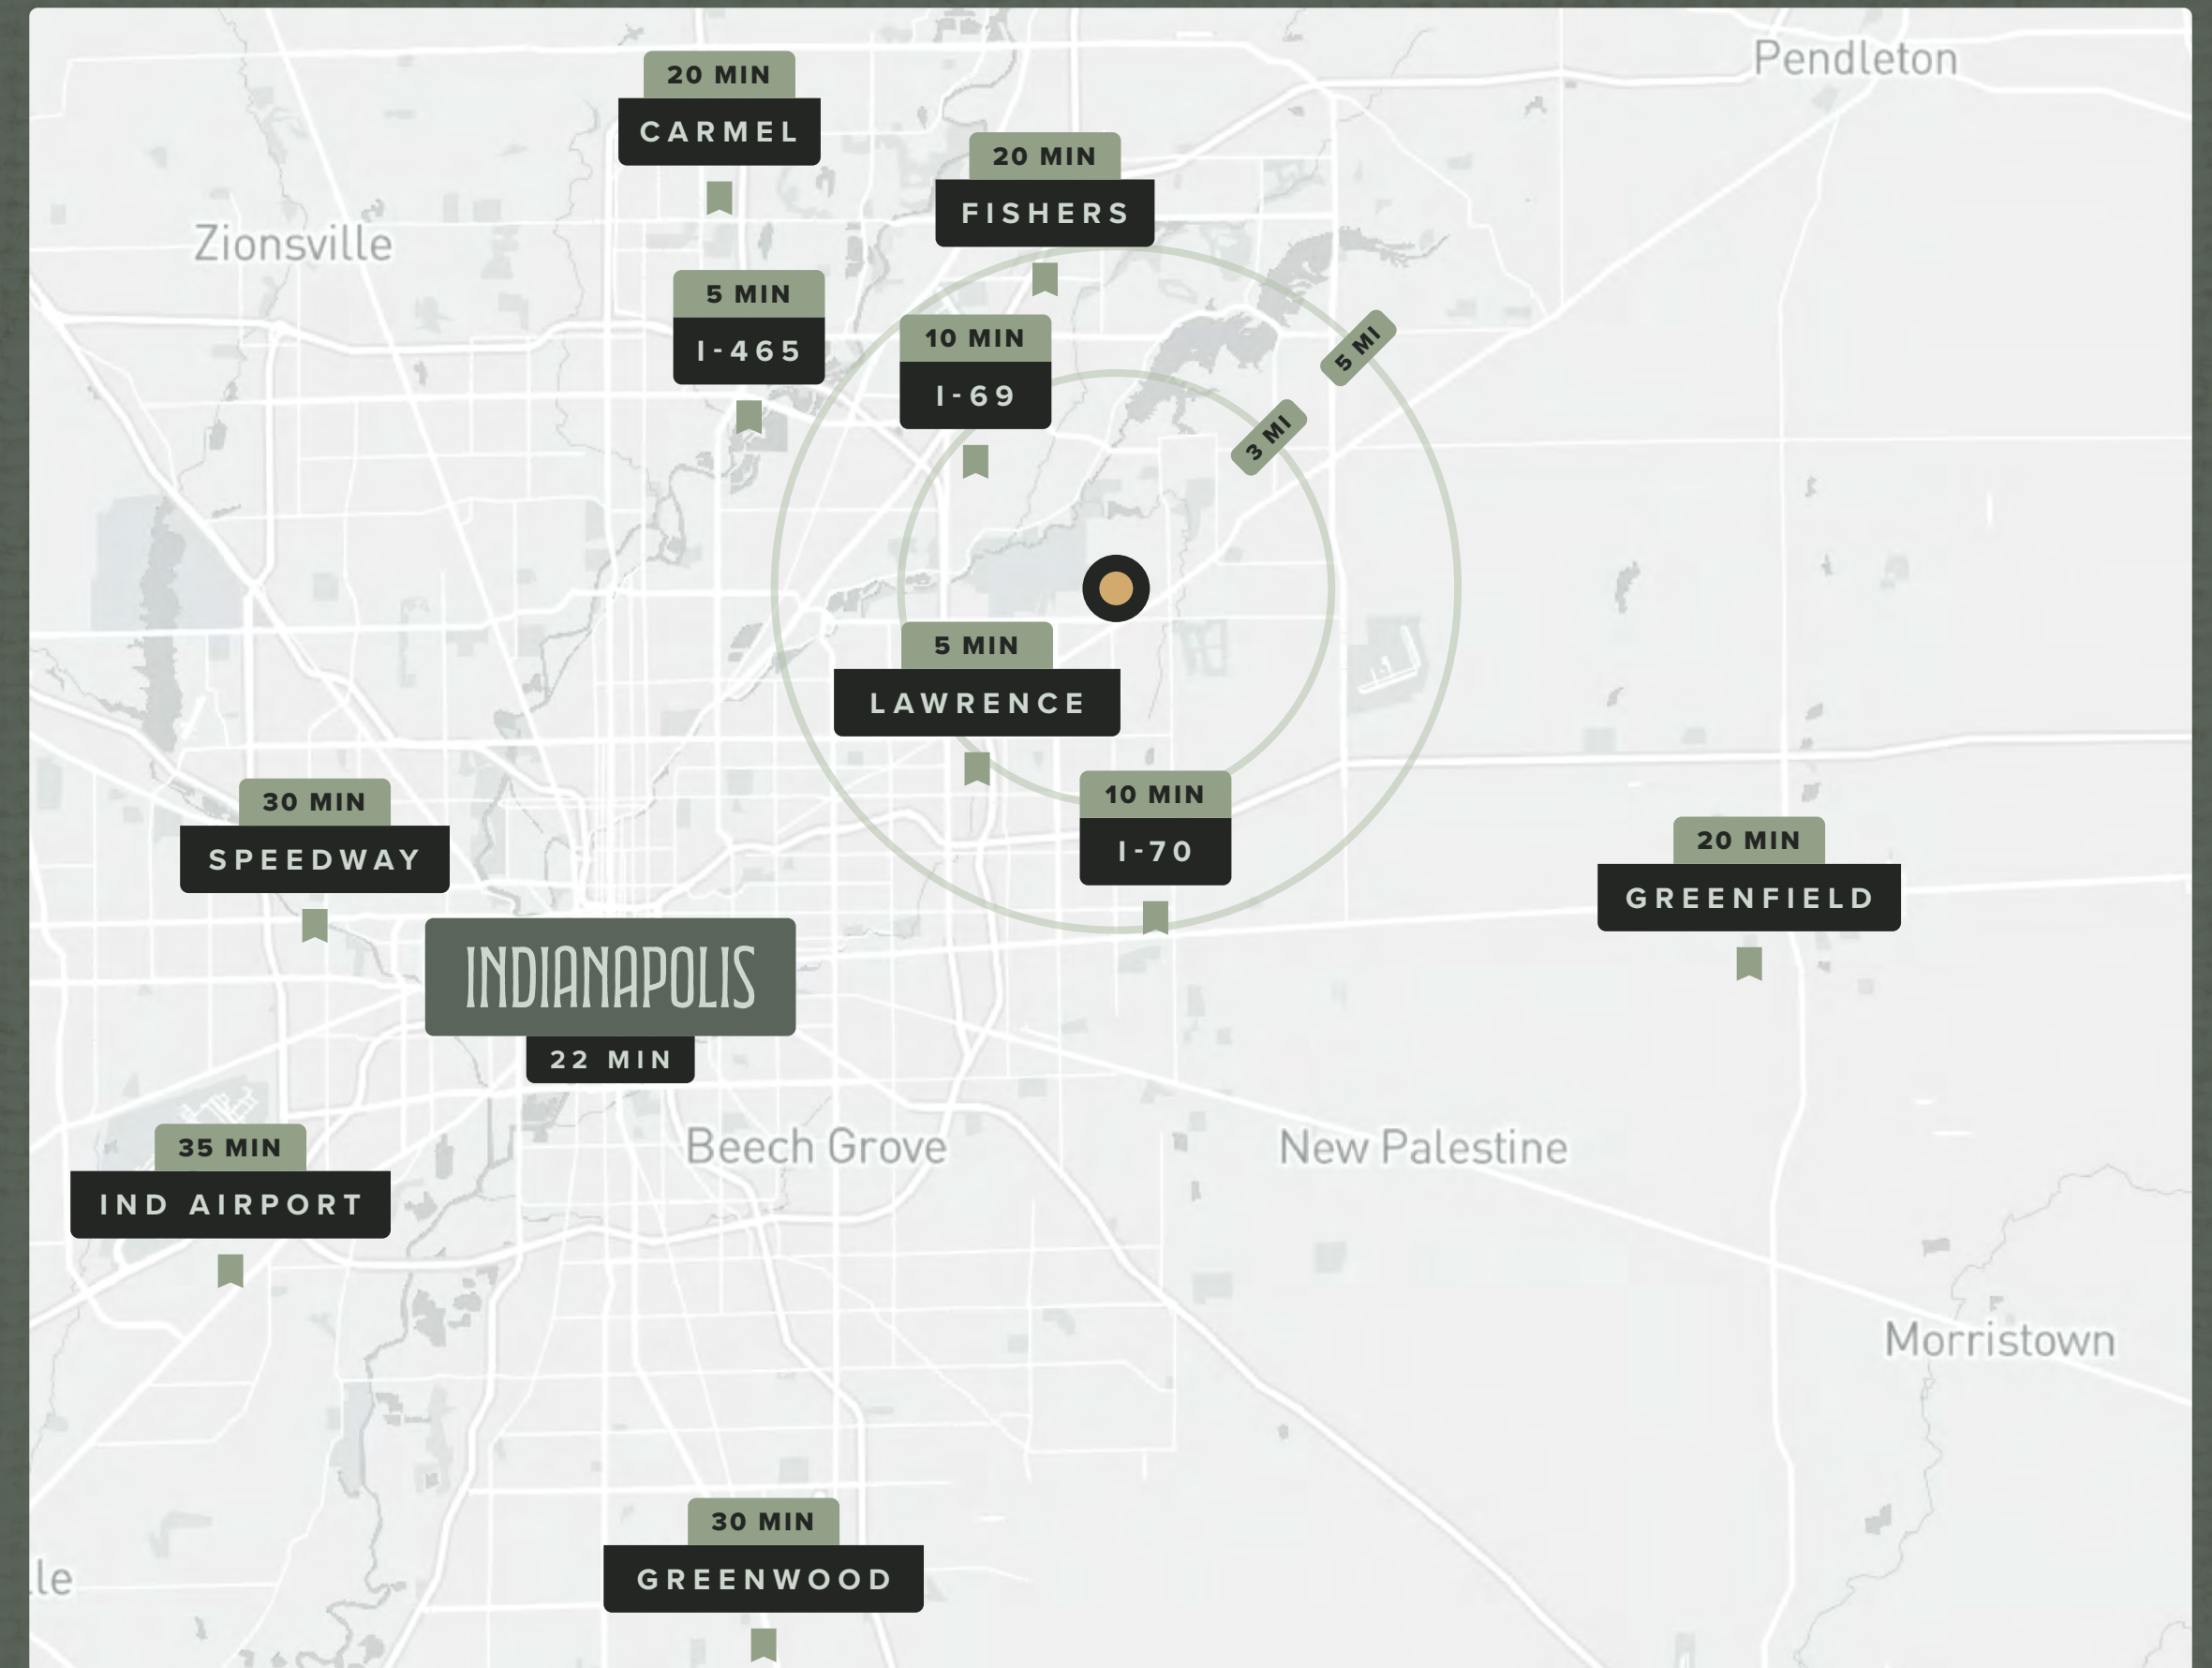 Pendleton
20 MIN
CARMEL
20 MIN
FISHERS
Zionsville
5 MIN
I-465
10 MIN
I-69
5 MI
3 MI
5 MIN
LAWRENCE
10 MIN
I-70
30 MIN
SPEEDWAY
20 MIN
GREENFIELD
INDIANAPOLIS
22 MIN
Beech Grove
New Palestine
35 MIN
IND AIRPORT
Morristown
30 MIN
GREENWOOD
le